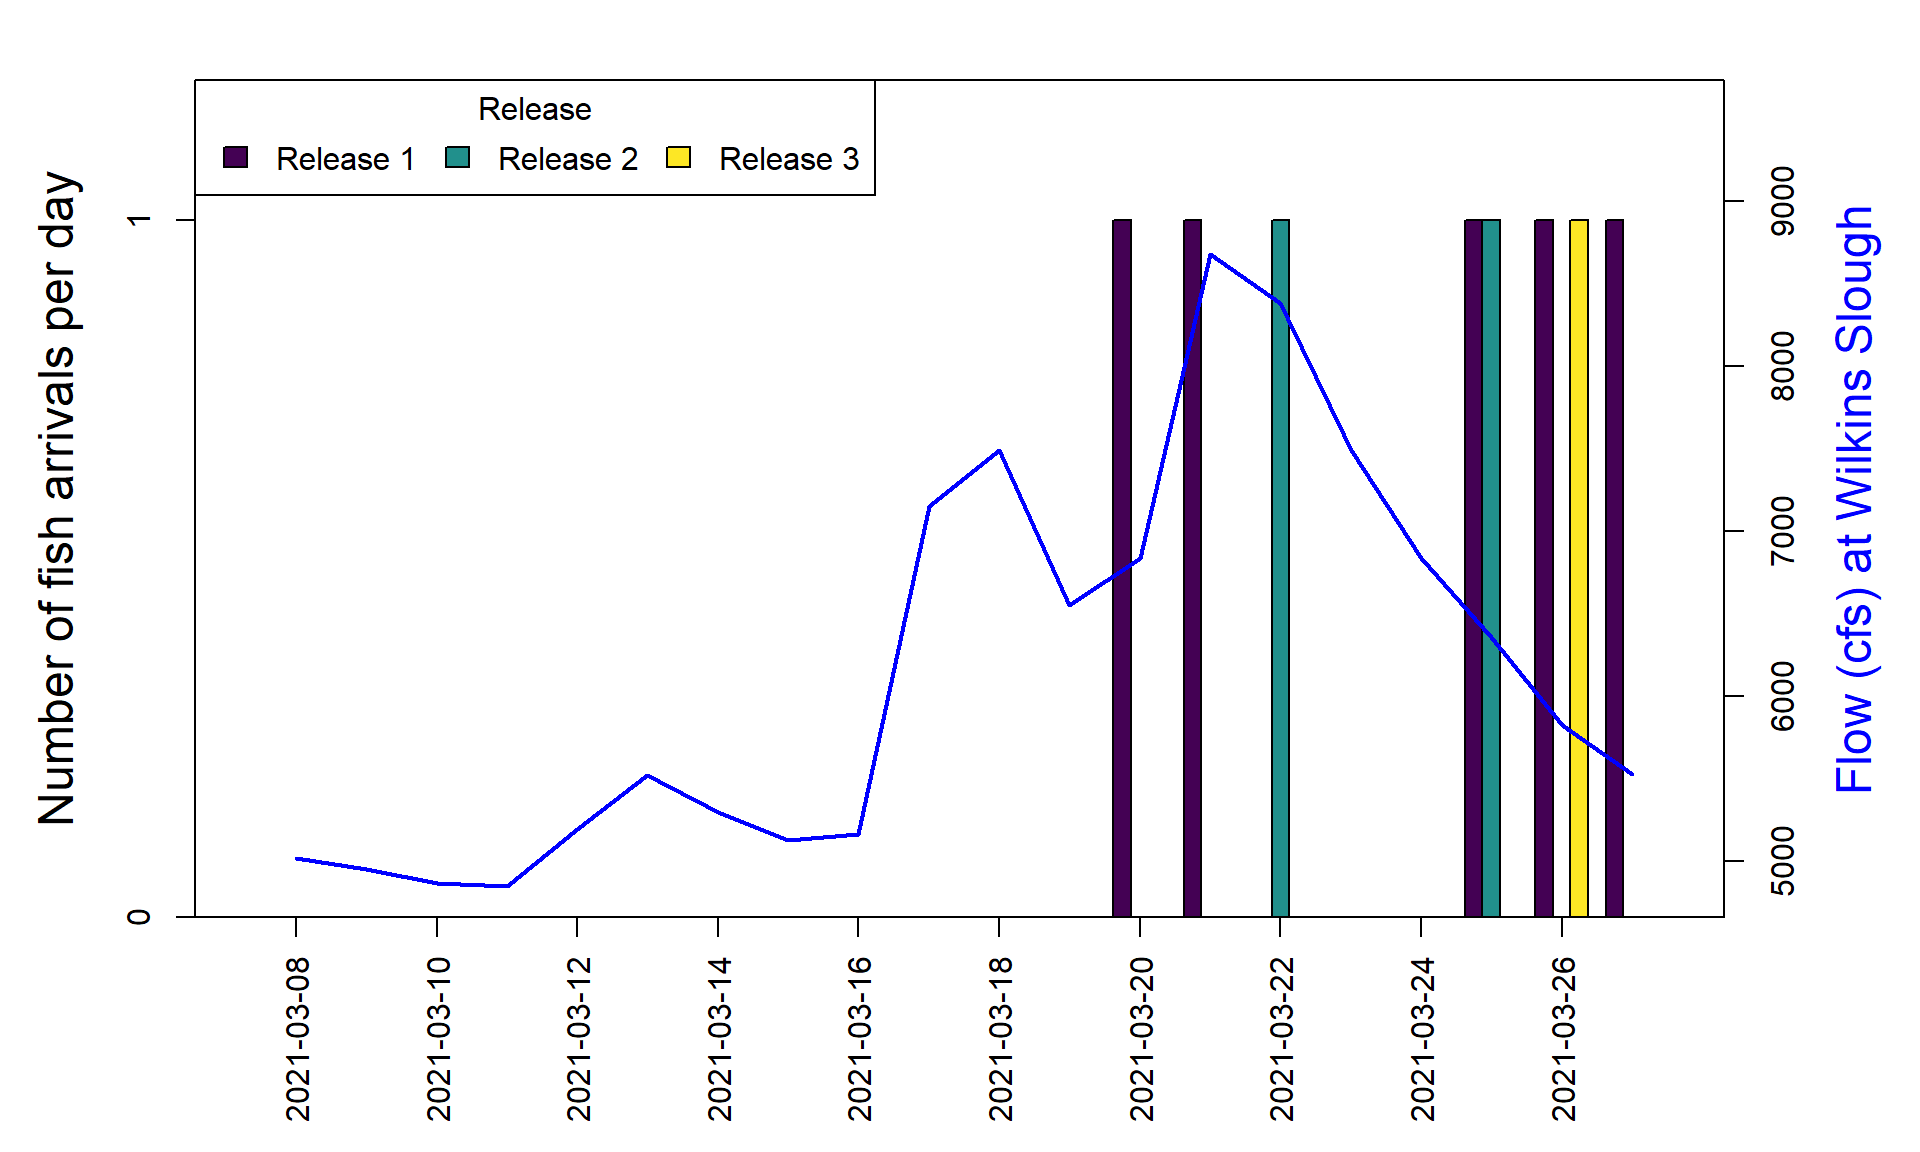 Release
Release 1
Release 2
Release 3
Number of fish arrivals per day
1
0
9000
8000
7000
6000
5000
Flow (cfs) at Wilkins Slough
2021-03-08
2021-03-10
2021-03-12
2021-03-14
2021-03-16
2021-03-18
2021-03-20
2021-03-22
2021-03-24
2021-03-26